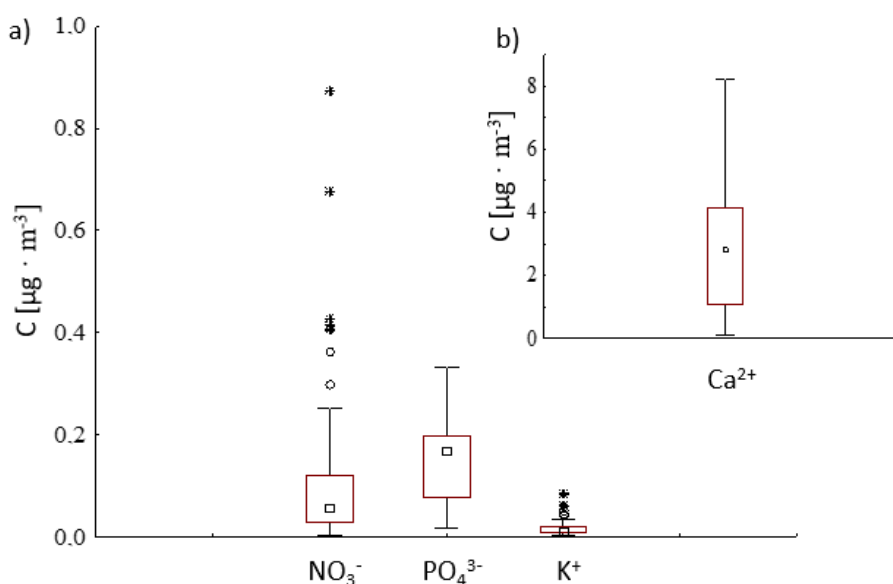 a)
C [µg · m⁻³]
1.0
0.8
0.6
0.4
0.2
0.0
NO₃⁻ PO₄³⁻ K⁺
b)
C [µg · m⁻³]
8
6
4
2
0
Ca²⁺